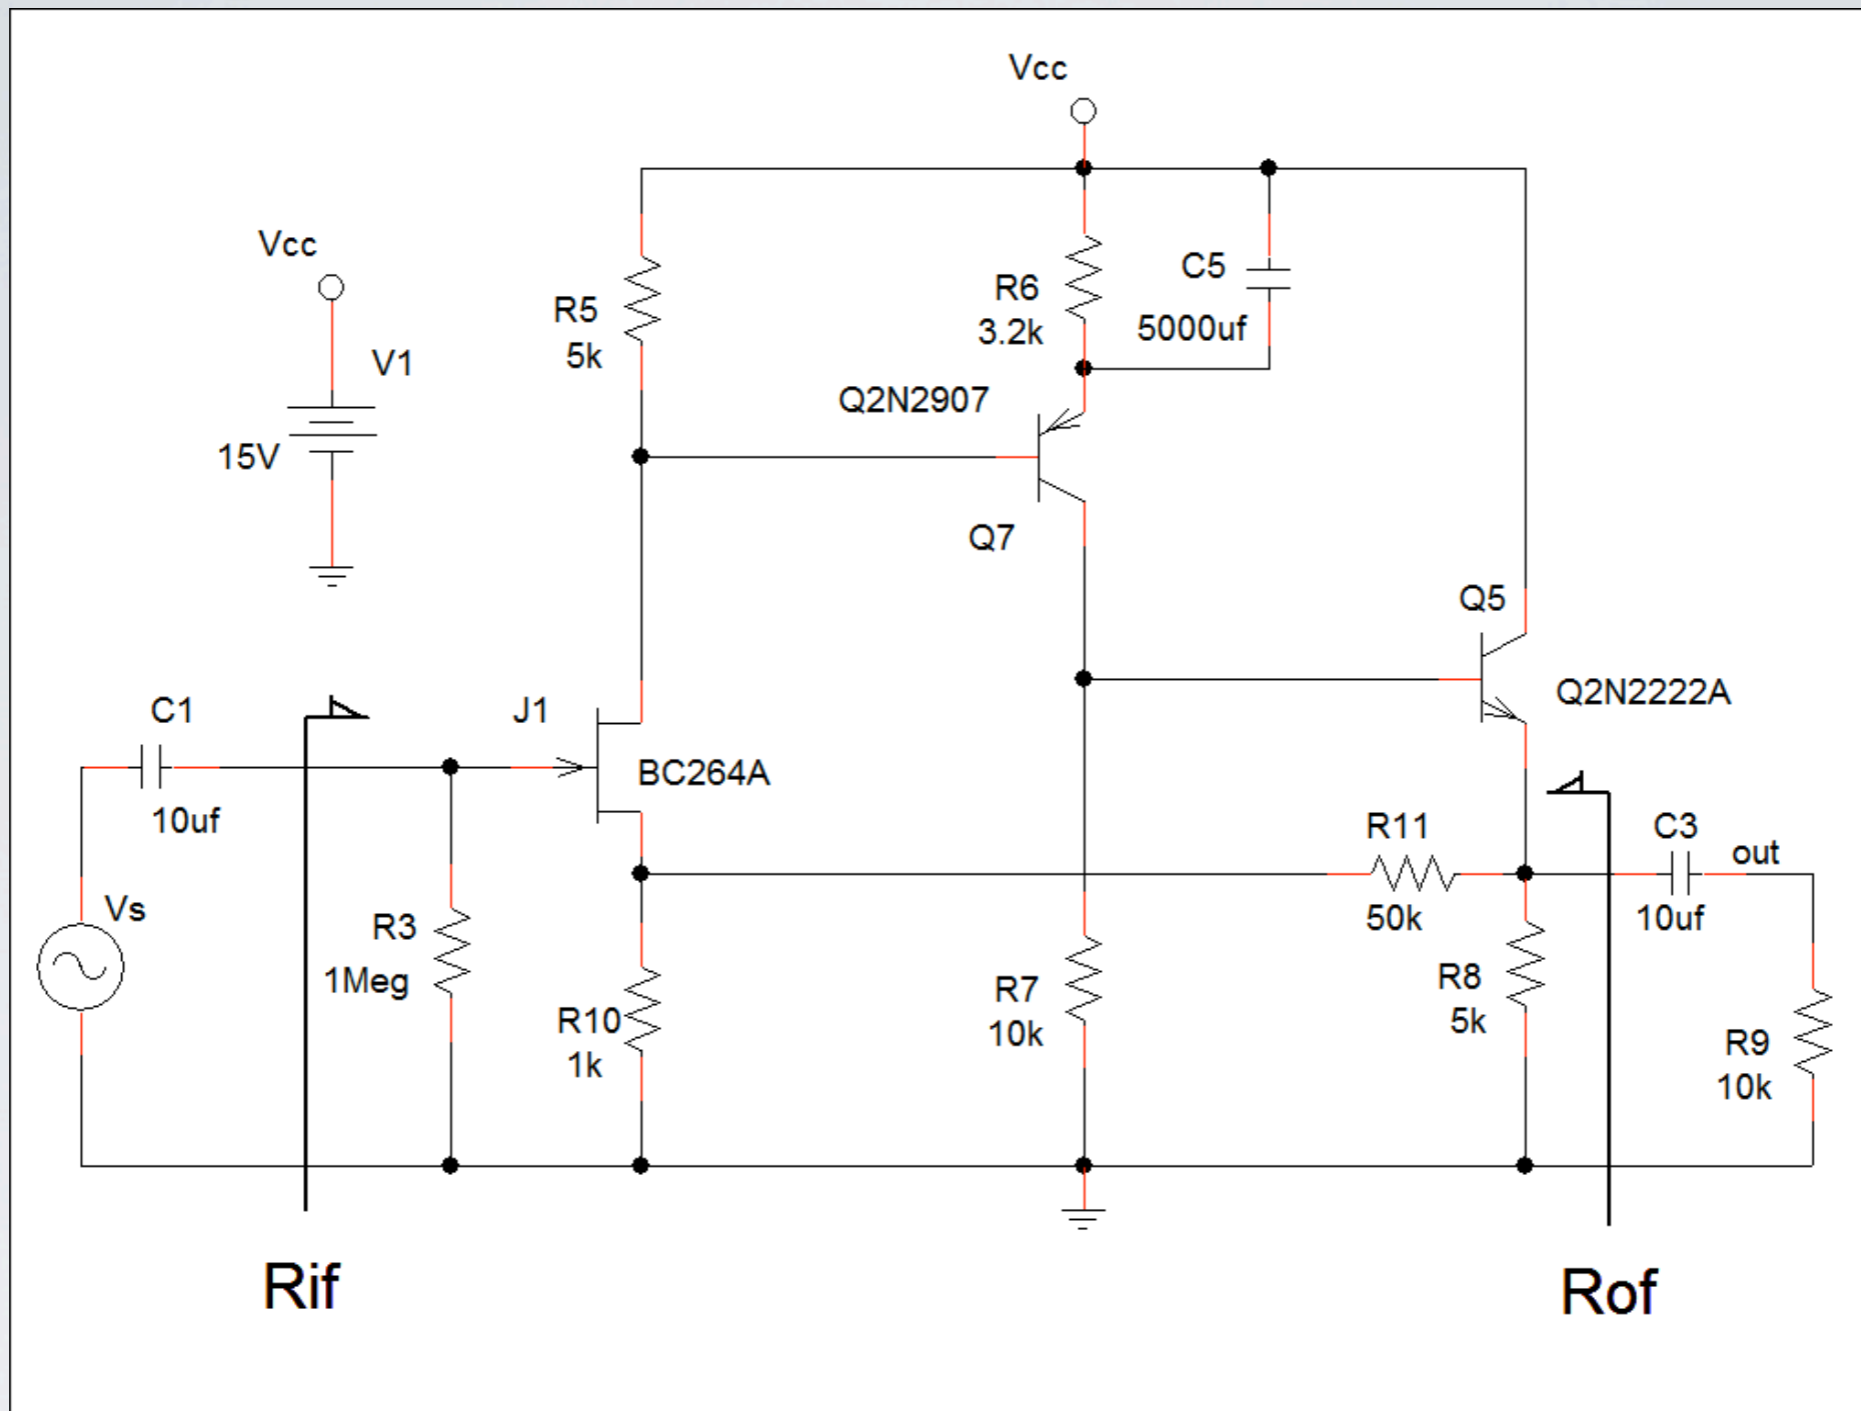 Vcc
Vcc
R5
5k
R6
3.2k
C5
5000uf
V1
15V
Q2N2907
Q7
Q5
Q2N2222A
C1
10uf
J1
BC264A
R11
50k
C3
out
10uf
Vs
R3
1Meg
R10
1k
R7
10k
R8
5k
R9
10k
Rif
Rof